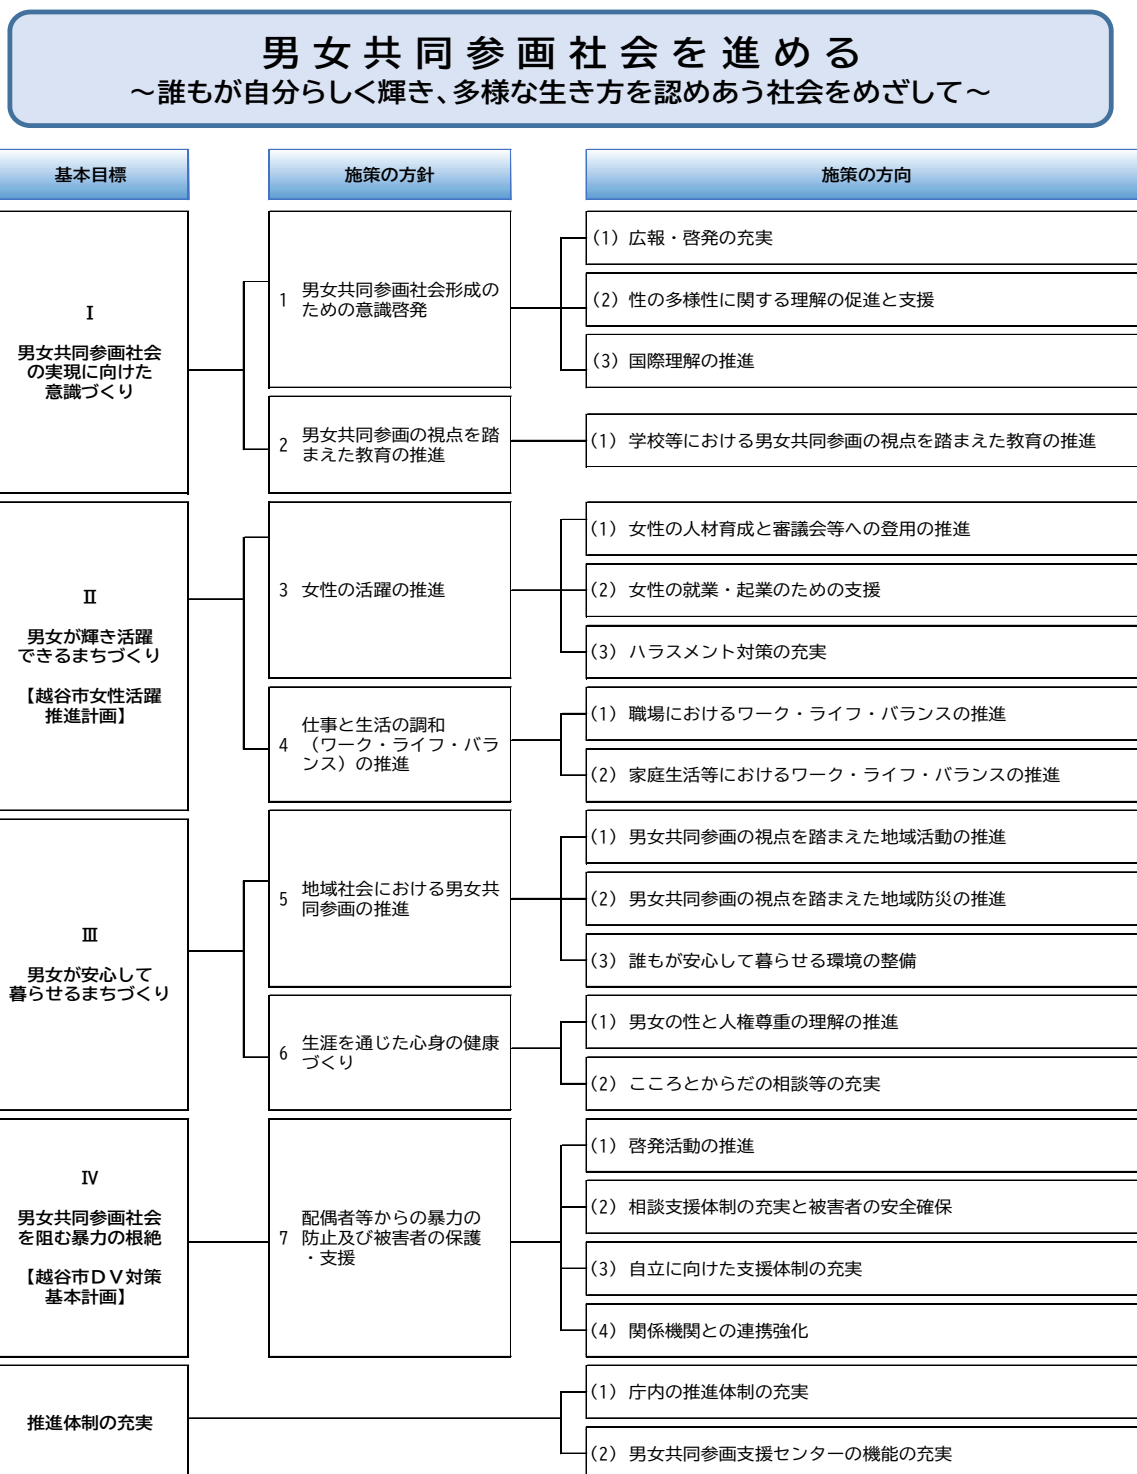 男女共同参画社会を進める
～誰もが自分らしく輝き、多様な生き方を認めあう社会をめざして～
基本目標
施策の方針
施策の方向
Ⅰ
男女共同参画社会
の実現に向けた
意識づくり
1 男女共同参画社会形成の
ための意識啓発
(1) 広報・啓発の充実
(2) 性の多様性に関する理解の促進と支援
(3) 国際理解の推進
2 男女共同参画の視点を踏
まえた教育の推進
(1) 学校等における男女共同参画の視点を踏まえた教育の推進
Ⅱ
男女が輝き活躍
できるまちづくり
【越谷市女性活躍
推進計画】
3 女性の活躍の推進
(1) 女性の人材育成と審議会等への登用の推進
(2) 女性の就業・起業のための支援
(3) ハラスメント対策の充実
4 仕事と生活の調和
（ワーク・ライフ・バラ
ンス）の推進
(1) 職場におけるワーク・ライフ・バランスの推進
(2) 家庭生活等におけるワーク・ライフ・バランスの推進
Ⅲ
男女が安心して
暮らせるまちづくり
5 地域社会における男女共
同参画の推進
(1) 男女共同参画の視点を踏まえた地域活動の推進
(2) 男女共同参画の視点を踏まえた地域防災の推進
(3) 誰もが安心して暮らせる環境の整備
6 生涯を通じた心身の健康
づくり
(1) 男女の性と人権尊重の理解の推進
(2) こころとからだの相談等の充実
Ⅳ
男女共同参画社会
を阻む暴力の根絶
【越谷市ＤＶ対策
基本計画】
7 配偶者等からの暴力の
防止及び被害者の保護
・支援
(1) 啓発活動の推進
(2) 相談支援体制の充実と被害者の安全確保
(3) 自立に向けた支援体制の充実
(4) 関係機関との連携強化
推進体制の充実
(1) 庁内の推進体制の充実
(2) 男女共同参画支援センターの機能の充実